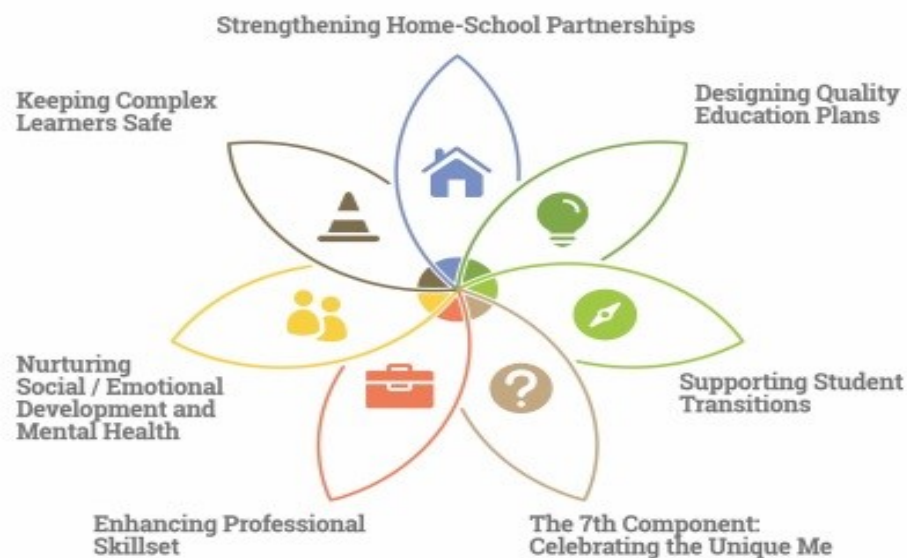 Strengthening Home-School Partnerships
Keeping Complex
Learners Safe
Designing Quality
Education Plans
Nurturing
Social / Emotional
Development and
Mental Health
Supporting Student
Transitions
Enhancing Professional
Skillset
The 7th Component:
Celebrating the Unique Me
?